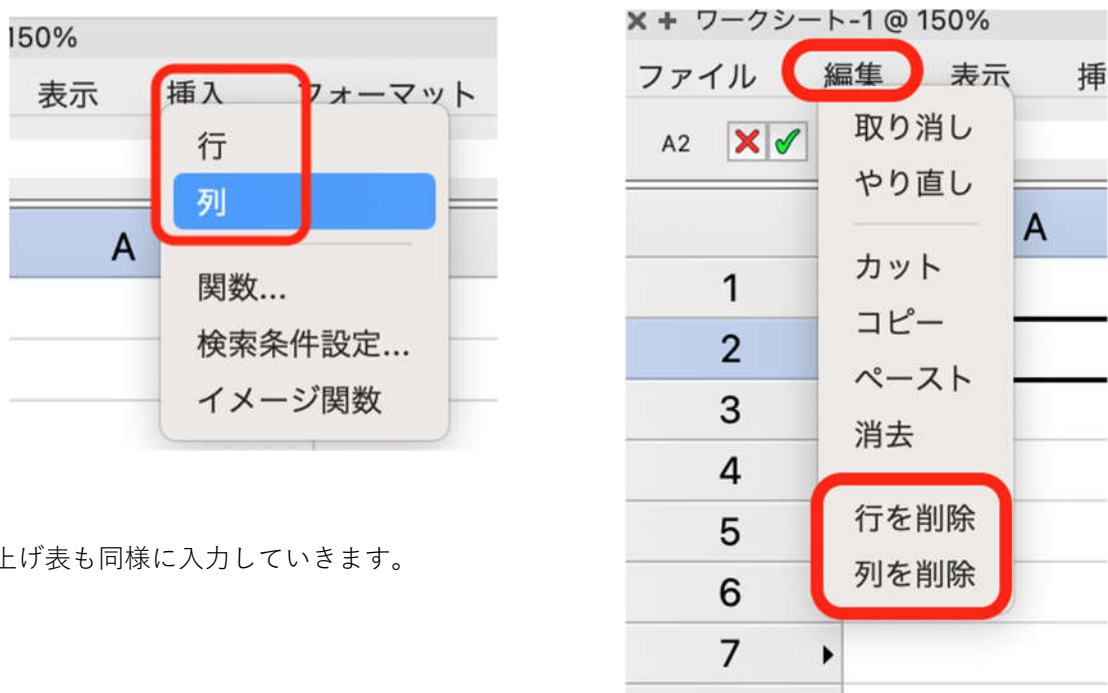 150%
表示 挿入 フォーマット
行
列
A
関数...
検索条件設定...
イメージ関数
上げ表も同様に入力していきます。
ワークシート-1 @ 150%
ファイル 編集 表示 挿
A2
取り消し
やり直し
A
カット
1
コピー
2
ペースト
3
消去
4
行を削除
5
列を削除
6
7